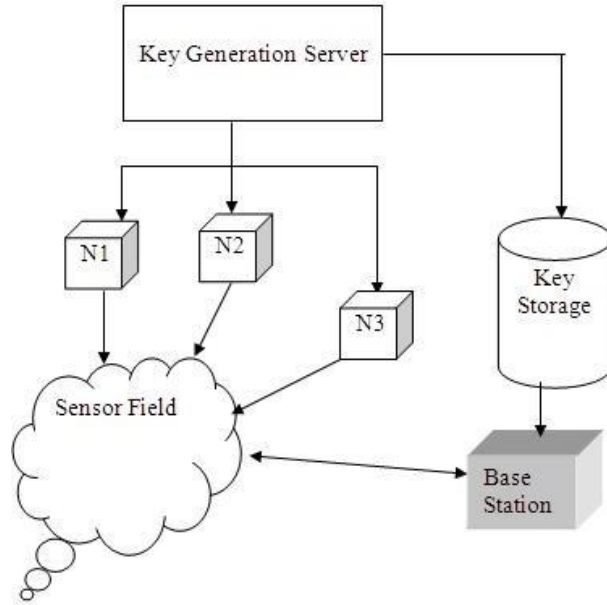 Key Generation Server
N1
N2
N3
Key
Storage
Sensor Field
Base
Station